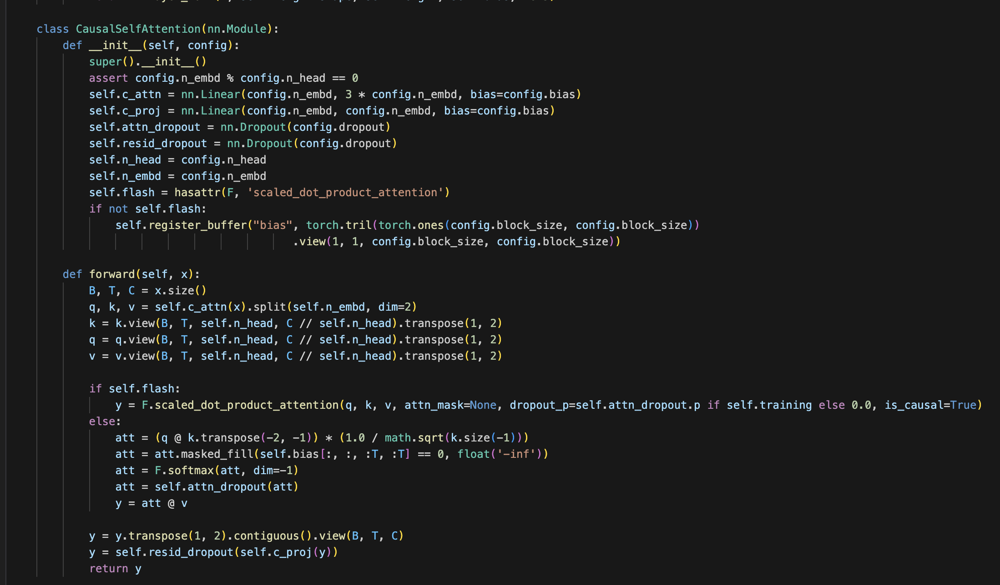 class CausalSelfAttention(nn.Module):
    def __init__(self, config):
        super().__init__()
        assert config.n_embd % config.n_head == 0
        self.c_attn = nn.Linear(config.n_embd, 3 * config.n_embd, bias=config.bias)
        self.c_proj = nn.Linear(config.n_embd, config.n_embd, bias=config.bias)
        self.attn_dropout = nn.Dropout(config.dropout)
        self.resid_dropout = nn.Dropout(config.dropout)
        self.n_head = config.n_head
        self.n_embd = config.n_embd
        self.flash = hasattr(F, 'scaled_dot_product_attention')
        if not self.flash:
            self.register_buffer("bias", torch.tril(torch.ones(config.block_size, config.block_size))
                                       .view(1, 1, config.block_size, config.block_size))

    def forward(self, x):
        B, T, C = x.size()
        q, k, v = self.c_attn(x).split(self.n_embd, dim=2)
        k = k.view(B, T, self.n_head, C // self.n_head).transpose(1, 2)
        q = q.view(B, T, self.n_head, C // self.n_head).transpose(1, 2)
        v = v.view(B, T, self.n_head, C // self.n_head).transpose(1, 2)

        if self.flash:
            y = F.scaled_dot_product_attention(q, k, v, attn_mask=None, dropout_p=self.attn_dropout.p if self.training else 0.0, is_causal=True)
        else:
            att = (q @ k.transpose(-2, -1)) * (1.0 / math.sqrt(k.size(-1)))
            att = att.masked_fill(self.bias[:, :, :T, :T] == 0, float('-inf'))
            att = F.softmax(att, dim=-1)
            att = self.attn_dropout(att)
            y = att @ v

        y = y.transpose(1, 2).contiguous().view(B, T, C)
        y = self.resid_dropout(self.c_proj(y))
        return y